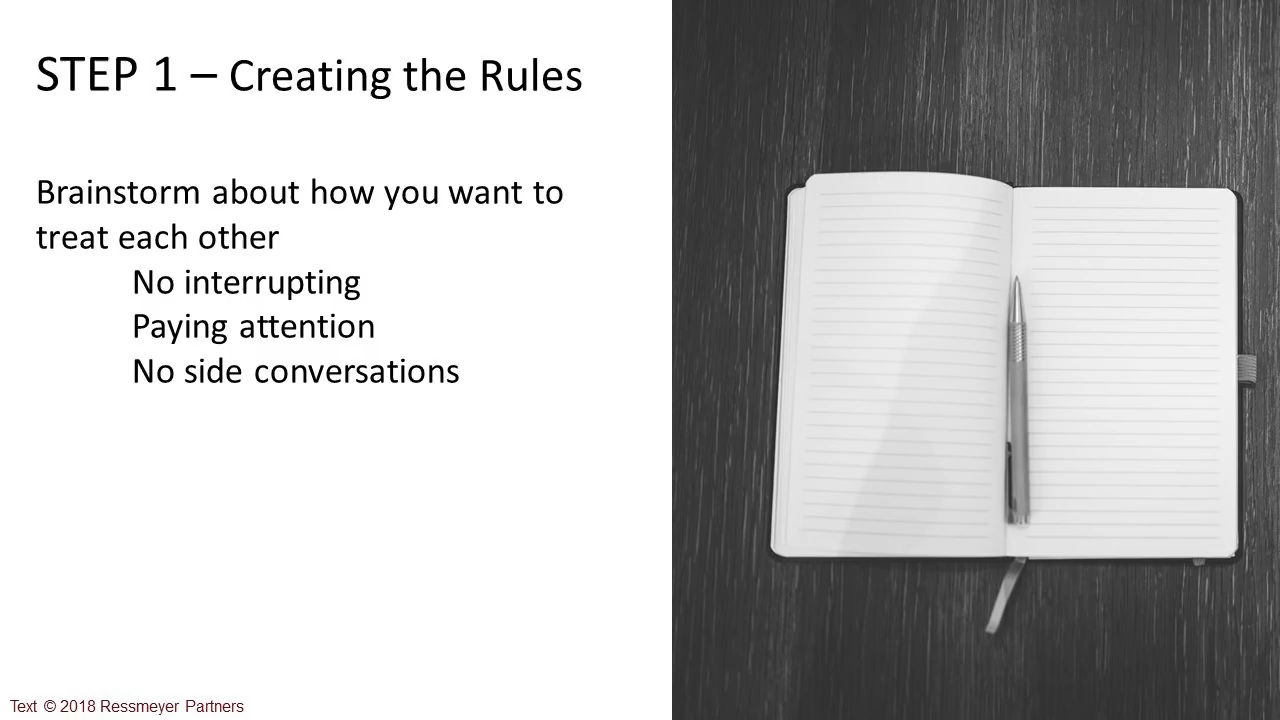 STEP 1 – Creating the Rules
Brainstorm about how you want to
treat each other
No interrupting
Paying attention
No side conversations
Text © 2018 Ressmeyer Partners